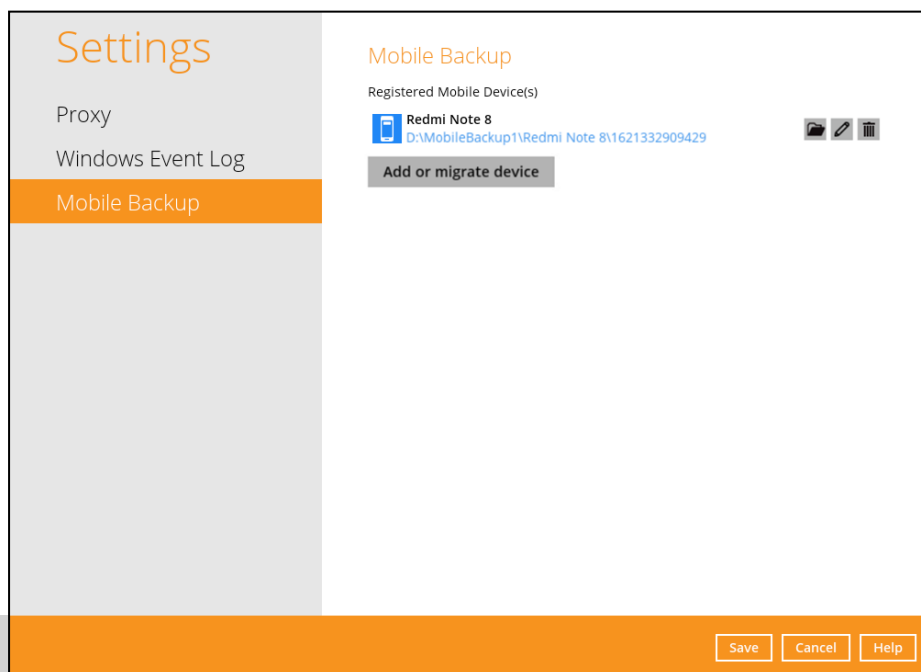 Settings
Proxy
Windows Event Log
Mobile Backup
Mobile Backup
Registered Mobile Device(s)
Redmi Note 8
D:\MobileBackup1\Redmi Note 8\1621332909429
Add or migrate device
Save Cancel Help